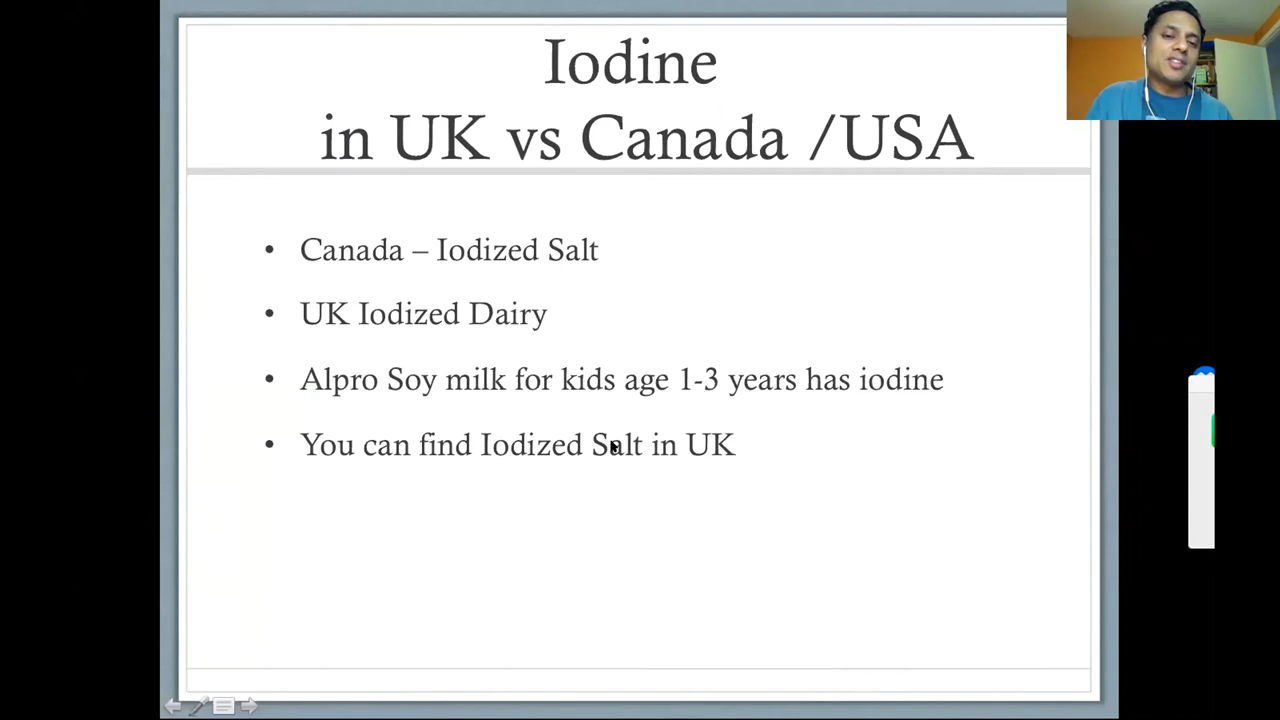 Iodine
in UK vs Canada /USA
• Canada – Iodized Salt
• UK Iodized Dairy
• Alpro Soy milk for kids age 1-3 years has iodine
• You can find Iodized Salt in UK